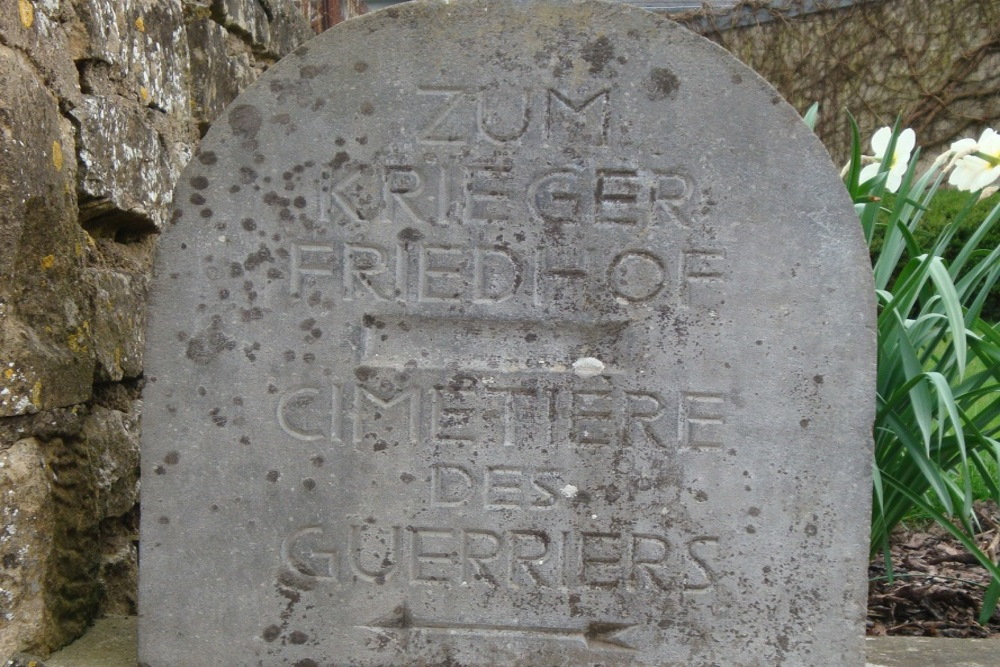 ZUM
KRIEGER
FRIEDHOF
CIMETIERE
DES
GUERRIERS